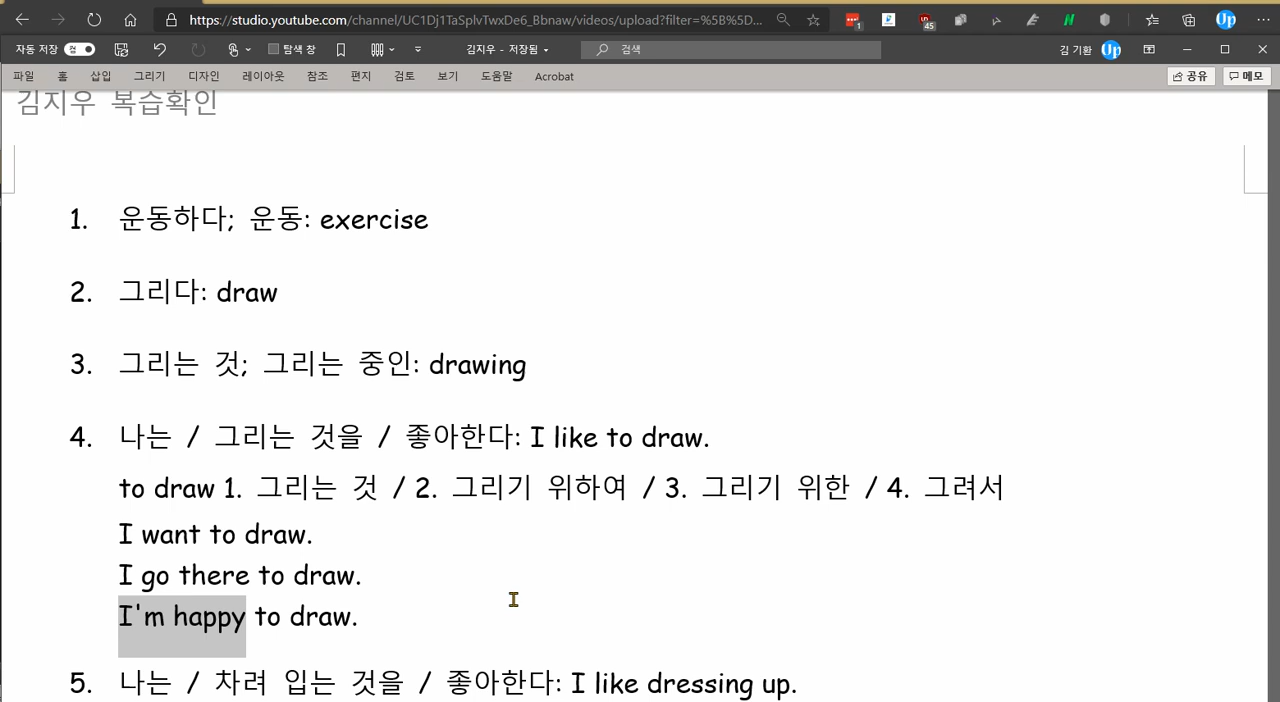 https://studio.youtube.com/channel/UC1Dj1TaSplvTwxDe6_Bbnaw/videos/upload?filter=%5B%5D...
1
45
Up
자동 저장 켬 탐색 창 김지우 - 저장됨 검색 김 기환 Up
파일 홈 삽입 그리기 디자인 레이아웃 참조 편지 검토 보기 도움말 Acrobat 공유 메모
김지우 복습확인
1. 운동하다; 운동: exercise
2. 그리다: draw
3. 그리는 것; 그리는 중인: drawing
4. 나는 / 그리는 것을 / 좋아한다: I like to draw.
to draw 1. 그리는 것 / 2. 그리기 위하여 / 3. 그리기 위한 / 4. 그려서
I want to draw.
I go there to draw.
I'm happy to draw.
5. 나는 / 차려 입는 것을 / 좋아한다: I like dressing up.